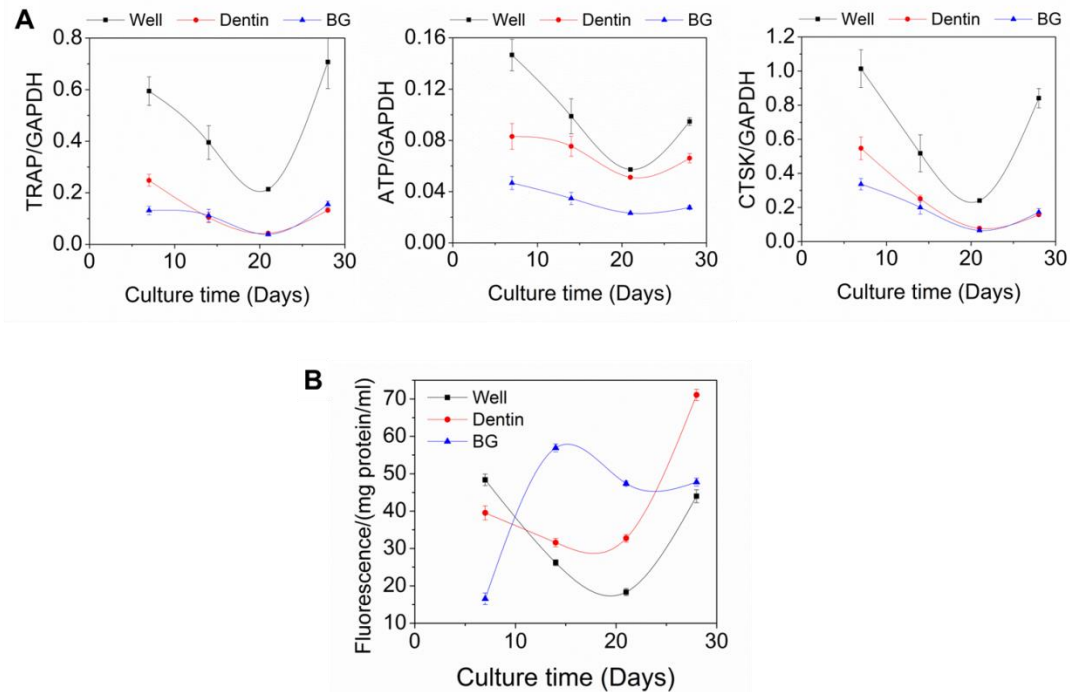 A
Well Dentin BG
TRAP/GAPDH
0.8
0.6
0.4
0.2
0.0
0 10 20 30
Culture time (Days)
Well Dentin BG
ATP/GAPDH
0.16
0.12
0.08
0.04
0.00
0 10 20 30
Culture time (Days)
Well Dentin BG
CTSK/GAPDH
1.2
1.0
0.8
0.6
0.4
0.2
0.0
0 10 20 30
Culture time (Days)
B
Fluorescence/(mg protein/ml)
70
60
50
40
30
20
10
Well
Dentin
BG
0 10 20 30
Culture time (Days)